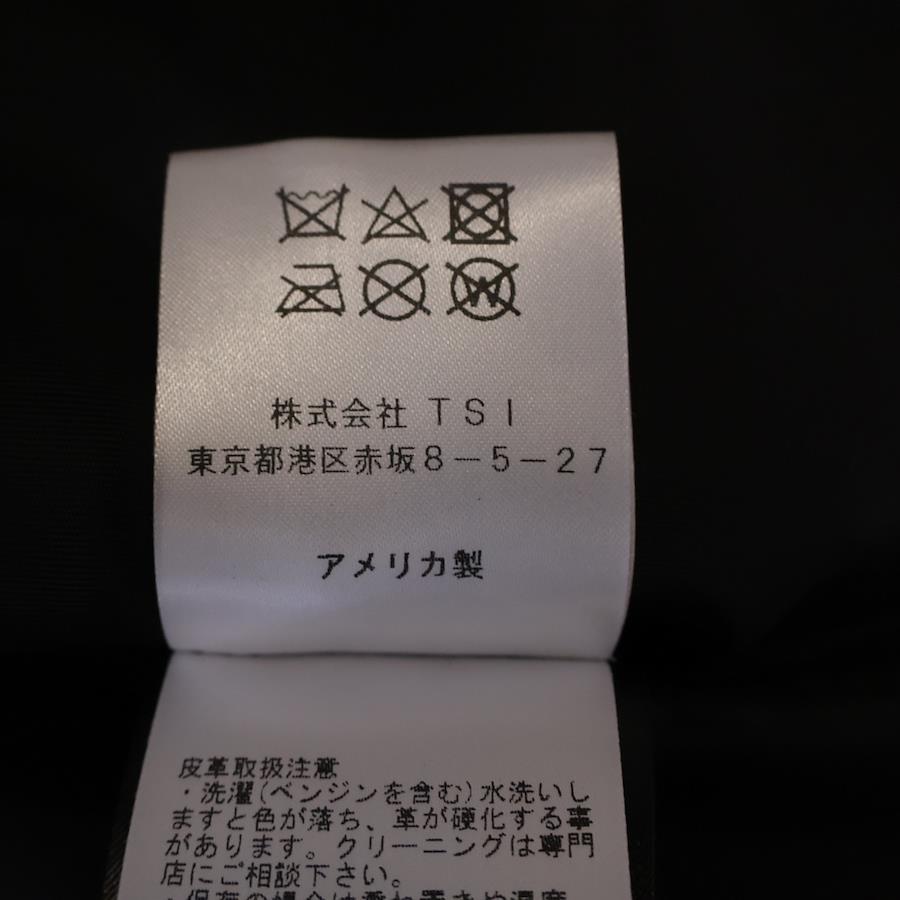 株式会社 TSI
東京都港区赤坂8－5－27
アメリカ製
皮革取扱注意
・洗濯(ベンジンを含む)水洗いし
ますと色が落ち、革が硬化する事
があります。クリーニングは専門
店にご相談下さい。